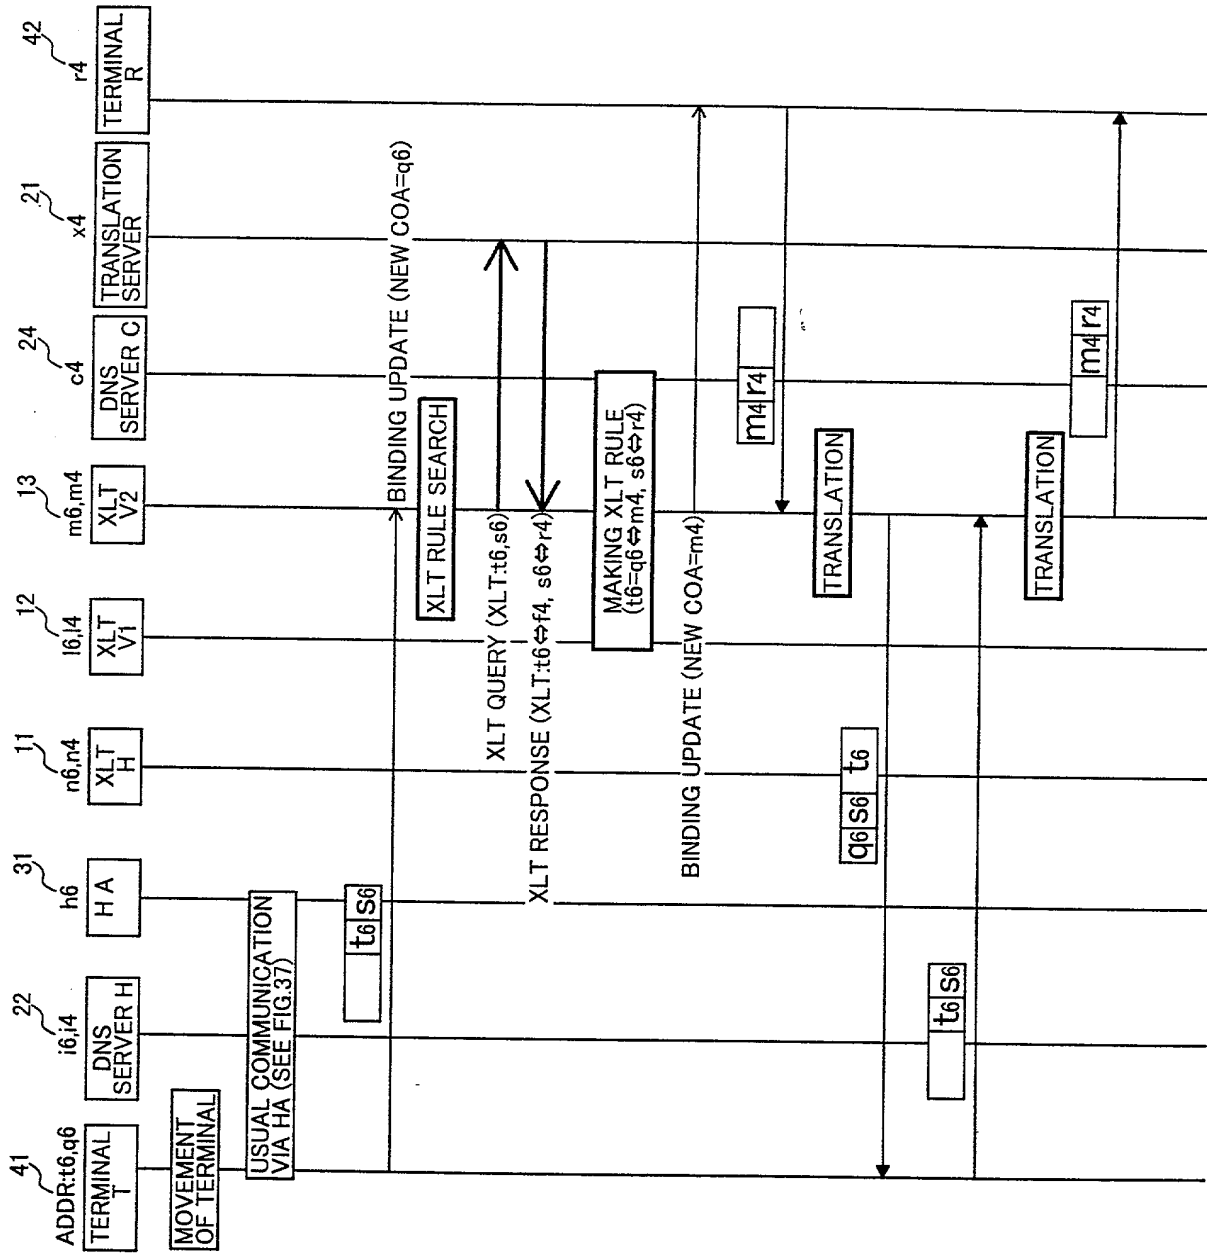 41
ADDR:t6,q6
TERMINAL
T
22
i6,i4
DNS
SERVER H
31
h6
H A
11
n6,n4
XLT
H
12
l6,l4
XLT
V1
13
m6,m4
XLT
V2
24
c4
DNS
SERVER C
21
x4
TRANSLATION
SERVER
42
r4
TERMINAL
R
MOVEMENT
OF TERMINAL
USUAL COMMUNICATION
VIA HA (SEE FIG.37)
t6 s6
BINDING UPDATE (NEW COA=q6)
XLT RULE SEARCH
XLT QUERY (XLT:t6,s6)
XLT RESPONSE (XLT:t6⇔f4, s6⇔r4)
MAKING XLT RULE
(t6=q6⇔m4, s6⇔r4)
BINDING UPDATE (NEW COA=m4)
m4 r4
TRANSLATION
q6 s6 t6
t6 s6
TRANSLATION
m4 r4